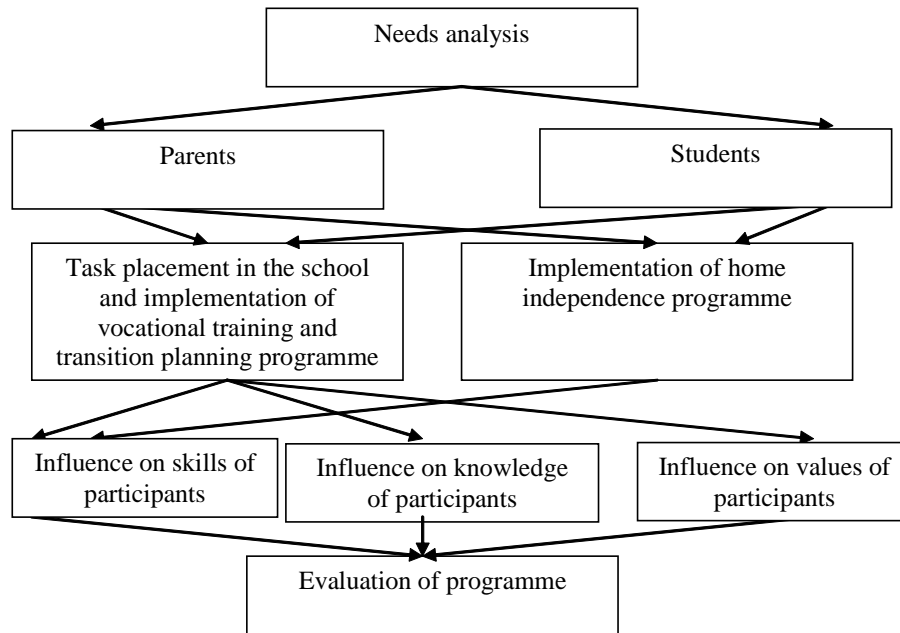 Needs analysis
Parents
Students
Task placement in the school
and implementation of
vocational training and
transition planning programme
Implementation of home
independence programme
Influence on skills of
participants
Influence on knowledge
of participants
Influence on values of
participants
Evaluation of programme